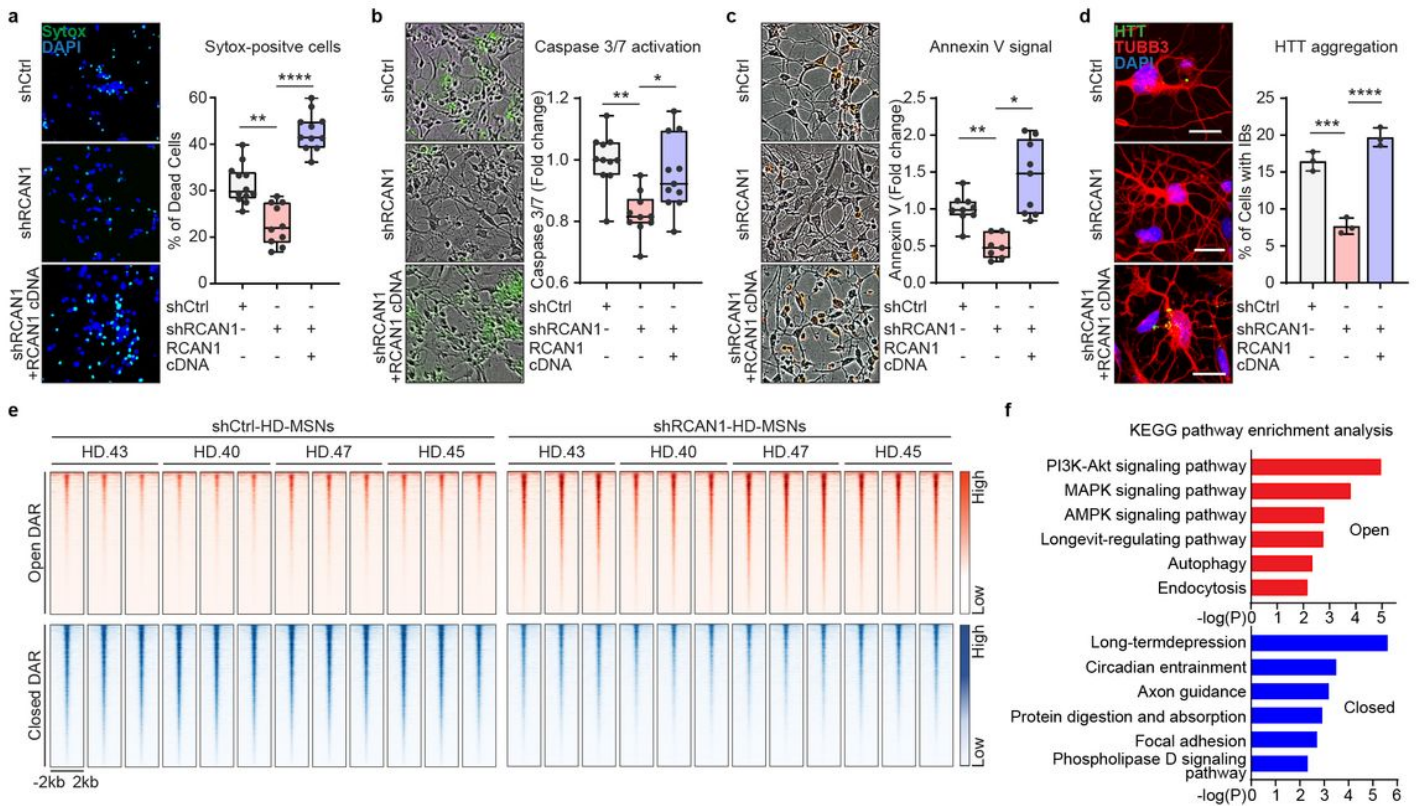 a
Sytox
DAPI
shCtrl
shRCAN1
shRCAN1
+RCAN1 cDNA
Sytox-positve cells
% of Dead Cells
60
40
30
20
0
**
****
shCtrl + - -
shRCAN1- + +
RCAN1 - - +
cDNA
b
shCtrl
shRCAN1
shRCAN1
+RCAN1 cDNA
Caspase 3/7 activation
Caspase 3/7 (Fold change)
1.2
1.0
0.8
0.6
**
*
shCtrl + - -
shRCAN1- + +
RCAN1 - - +
cDNA
c
shCtrl
shRCAN1
shRCAN1
+RCAN1 cDNA
Annexin V signal
Annexin V (Fold change)
2.5
2.0
1.5
1.0
0.5
0.0
**
*
shCtrl + - -
shRCAN1- + +
RCAN1 - - +
cDNA
d
HTT
TUBB3
DAPI
shCtrl
shRCAN1
shRCAN1
+RCAN1 cDNA
HTT aggregation
% of Cells with IBs
25
20
15
10
5
0
***
****
shCtrl + - -
shRCAN1- + +
RCAN1 - - +
cDNA
e
shCtrl-HD-MSNs
shRCAN1-HD-MSNs
HD.43 HD.40 HD.47 HD.45 HD.43 HD.40 HD.47 HD.45
Open DAR
High
Low
Closed DAR
High
Low
-2kb 2kb
f
KEGG pathway enrichment analysis
PI3K-Akt signaling pathway
MAPK signaling pathway
AMPK signaling pathway
Longevit-regulating pathway
Autophagy
Endocytosis
Open
-log(P) 0 1 2 3 4 5
Long-termdepression
Circadian entrainment
Axon guidance
Protein digestion and absorption
Focal adhesion
Phospholipase D signaling
pathway
Closed
-log(P) 0 1 2 3 4 5 6